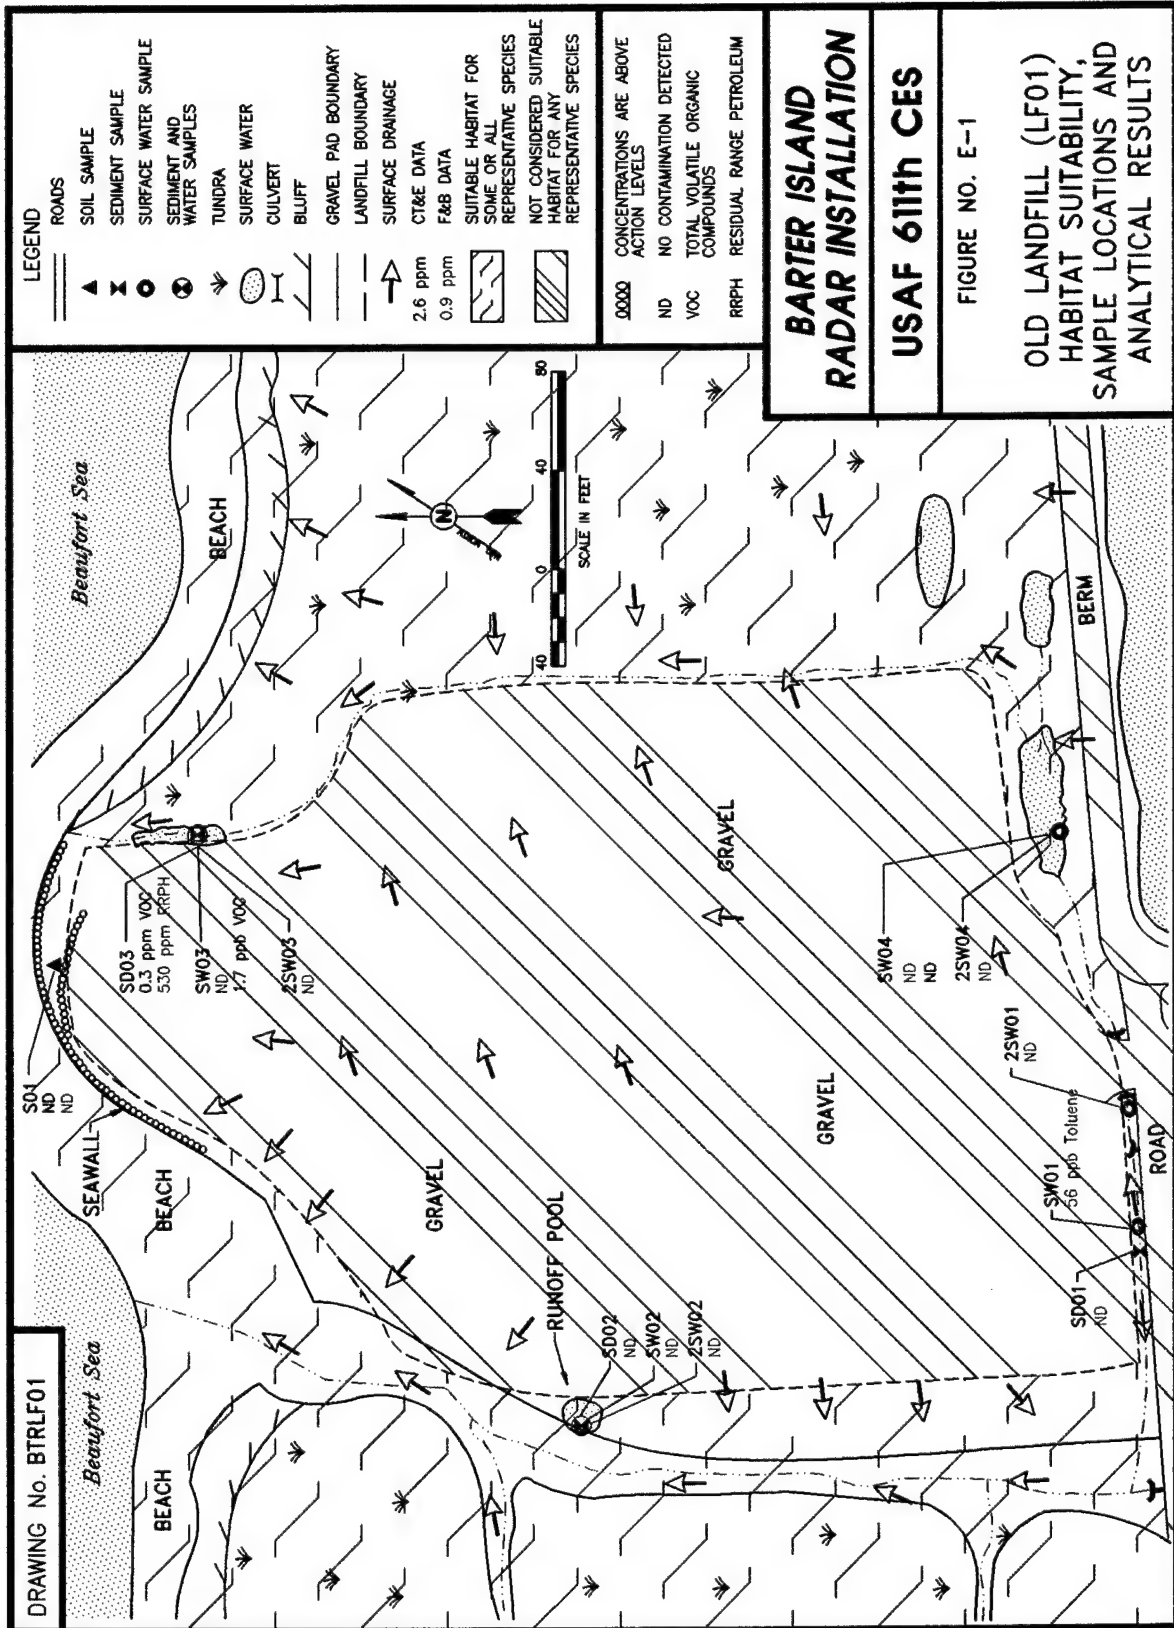 DRAWING No. BTRLF01
Beaufort Sea
Beaufort Sea
BEACH
BEACH
BEACH
SEAWALL
S01
ND
ND
SD03
0.3 ppm VOC
530 ppm RRPH
SW03
ND
1.7 ppb VOC
2SW03
ND
GRAVEL
GRAVEL
GRAVEL
RUNOFF POOL
SD02
ND
SW02
ND
2SW02
ND
SW04
ND
ND
2SW04
ND
2SW01
ND
SW01
56 ppb Toluene
SD01
ND
ROAD
BERM
N
40
0
40
80
SCALE IN FEET
LEGEND
ROADS
SOIL SAMPLE
SEDIMENT SAMPLE
SURFACE WATER SAMPLE
SEDIMENT AND
WATER SAMPLES
TUNDRA
SURFACE WATER
CULVERT
BLUFF
GRAVEL PAD BOUNDARY
LANDFILL BOUNDARY
SURFACE DRAINAGE
2.6 ppm CT&E DATA
0.9 ppm F&B DATA
SUITABLE HABITAT FOR
SOME OR ALL
REPRESENTATIVE SPECIES
NOT CONSIDERED SUITABLE
HABITAT FOR ANY
REPRESENTATIVE SPECIES
0000 CONCENTRATIONS ARE ABOVE
ACTION LEVELS
ND NO CONTAMINATION DETECTED
VOC TOTAL VOLATILE ORGANIC
COMPOUNDS
RRPH RESIDUAL RANGE PETROLEUM
BARTER ISLAND
RADAR INSTALLATION
USAF 611th CES
FIGURE NO. E-1
OLD LANDFILL (LF01)
HABITAT SUITABILITY,
SAMPLE LOCATIONS AND
ANALYTICAL RESULTS